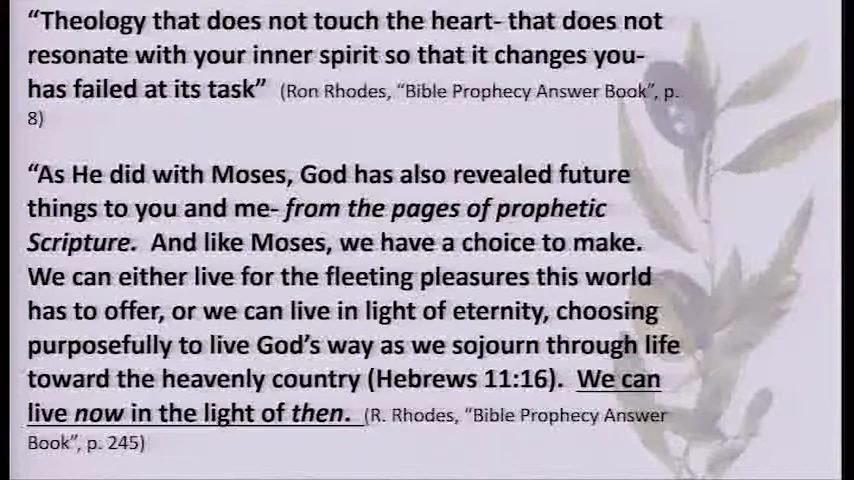 “Theology that does not touch the heart- that does not
resonate with your inner spirit so that it changes you-
has failed at its task” (Ron Rhodes, “Bible Prophecy Answer Book”, p.
8)
“As He did with Moses, God has also revealed future
things to you and me- from the pages of prophetic
Scripture. And like Moses, we have a choice to make.
We can either live for the fleeting pleasures this world
has to offer, or we can live in light of eternity, choosing
purposefully to live God’s way as we sojourn through life
toward the heavenly country (Hebrews 11:16). We can
live now in the light of then. (R. Rhodes, “Bible Prophecy Answer
Book”, p. 245)